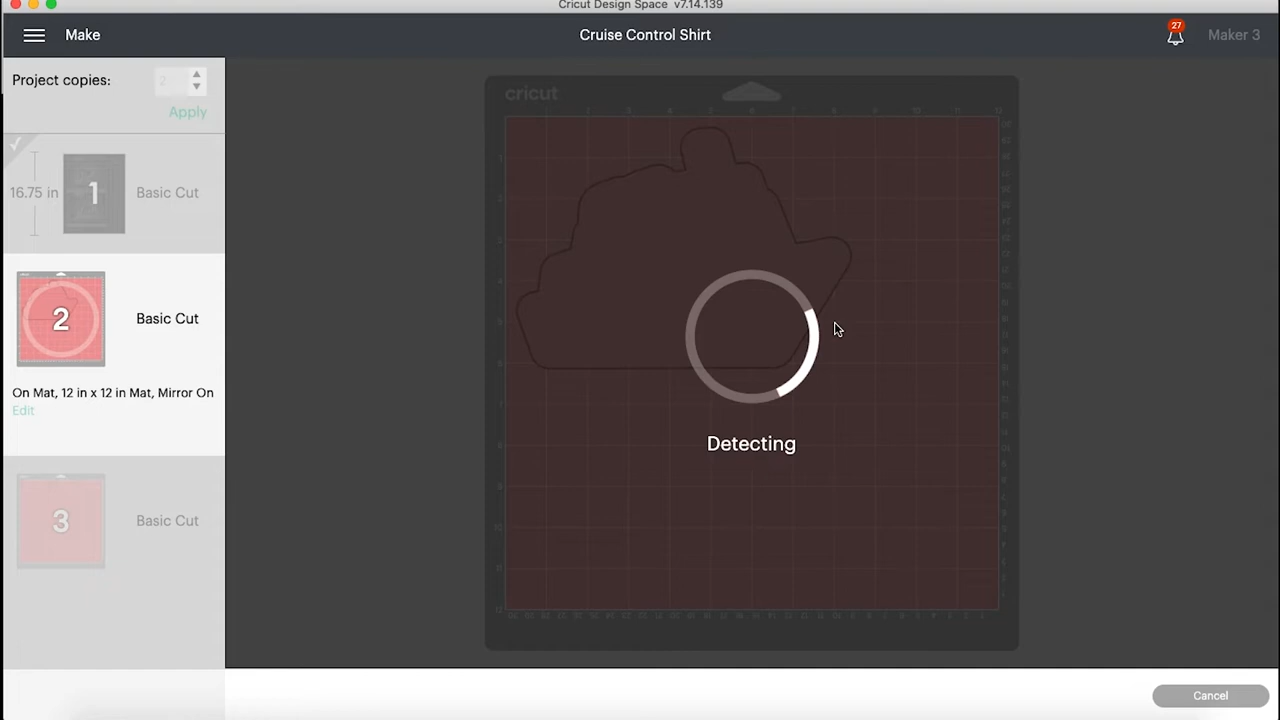 Cricut Design Space v7.14.139
Make
Cruise Control Shirt
27
Maker 3
Project copies:
2
Apply
16.75 in
1
Basic Cut
2
Basic Cut
On Mat, 12 in x 12 in Mat, Mirror On
Edit
3
Basic Cut
cricut
Detecting
Cancel